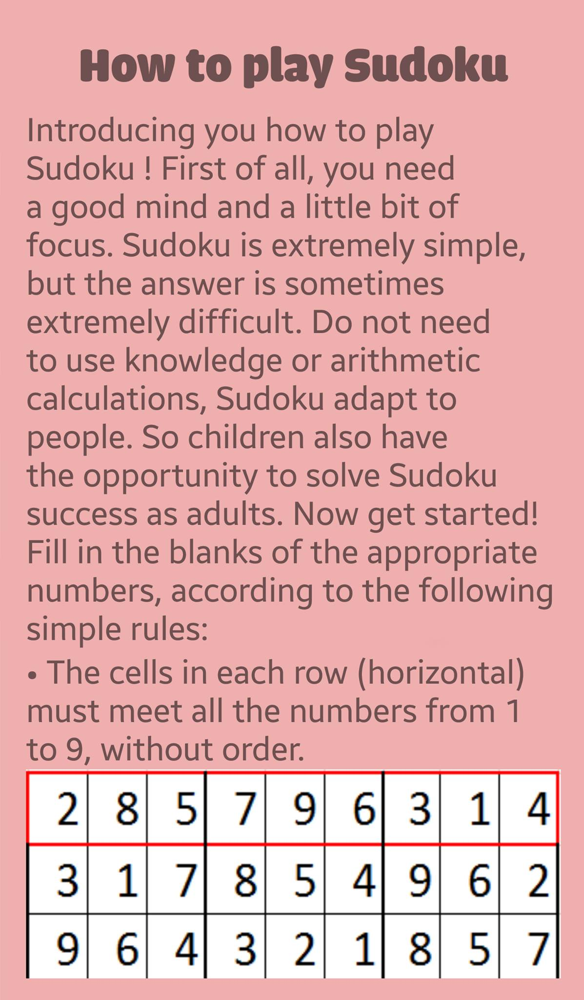 How to play Sudoku
Introducing you how to play
Sudoku ! First of all, you need
a good mind and a little bit of
focus. Sudoku is extremely simple,
but the answer is sometimes
extremely difficult. Do not need
to use knowledge or arithmetic
calculations, Sudoku adapt to
people. So children also have
the opportunity to solve Sudoku
success as adults. Now get started!
Fill in the blanks of the appropriate
numbers, according to the following
simple rules:
• The cells in each row (horizontal)
must meet all the numbers from 1
to 9, without order.
2 8 5 7 9 6 3 1 4
3 1 7 8 5 4 9 6 2
9 6 4 3 2 1 8 5 7